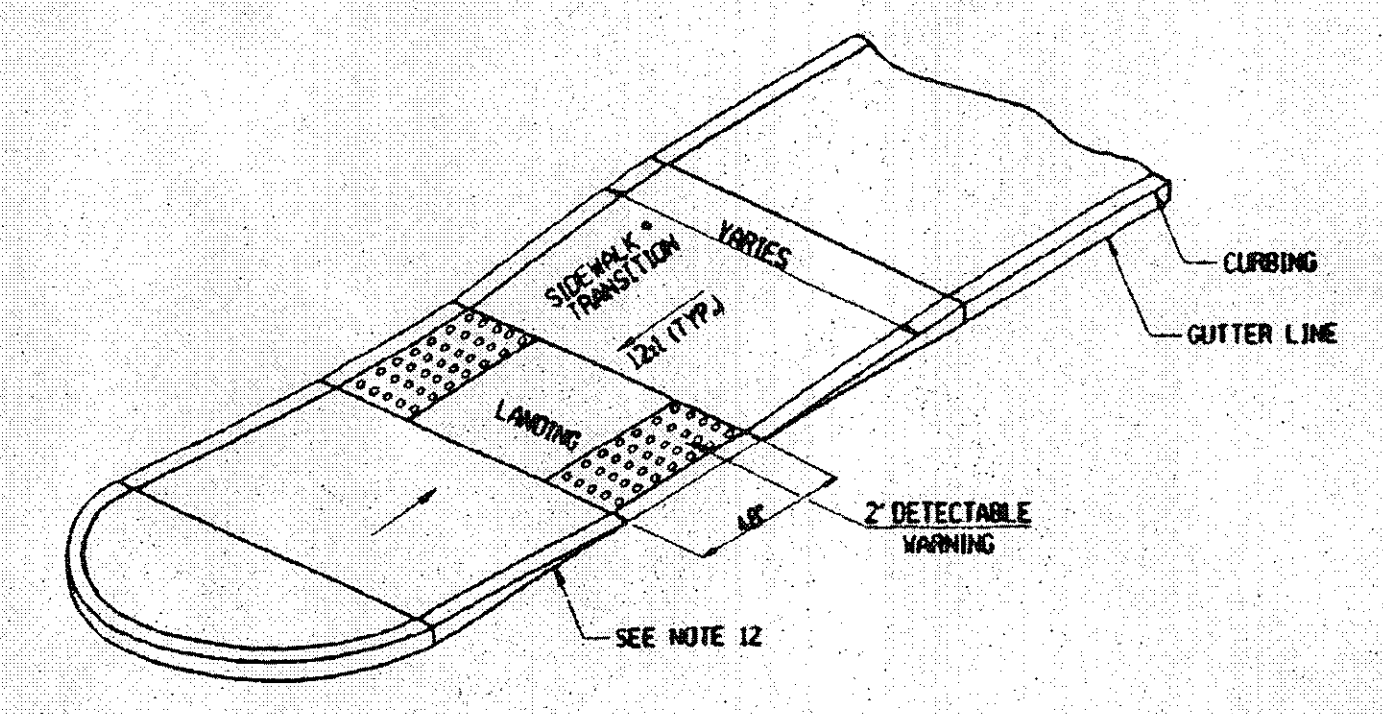 SIDEWALK *
TRANSITION
VARIES
12:1 (TYP.)
CURBING
GUTTER LINE
LANDING
48"
2' DETECTABLE
WARNING
SEE NOTE 12